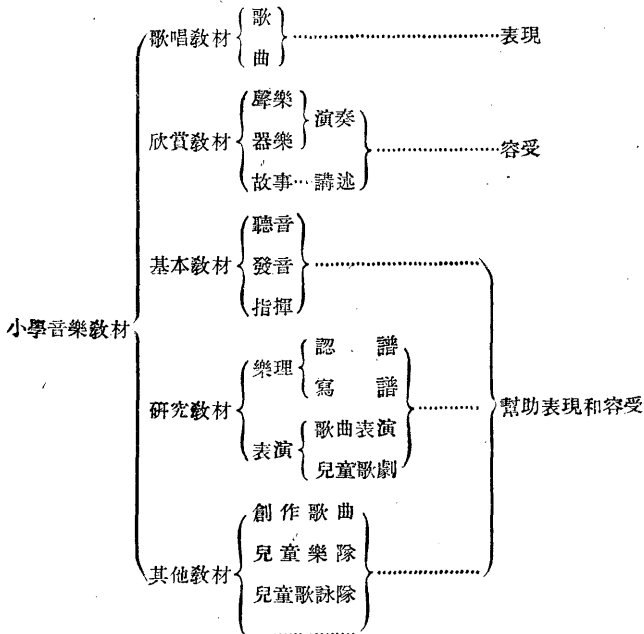 小學音樂教材
歌唱教材
歌
曲
表現
欣賞教材
聲樂
器樂
演奏
故事…講述
容受
基本教材
聽音
發音
指揮
研究教材
樂理
認譜
寫譜
表演
歌曲表演
兒童歌劇
幫助表現和容受
其他教材
創作歌曲
兒童樂隊
兒童歌詠隊